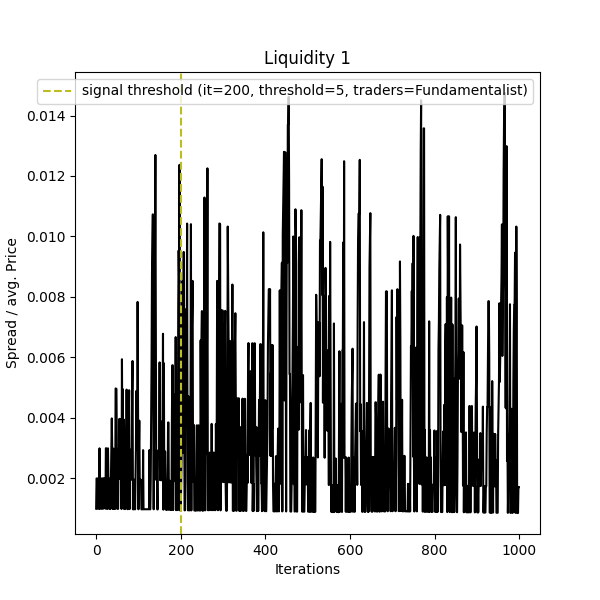 Liquidity 1
signal threshold (it=200, threshold=5, traders=Fundamentalist)
0.014
0.012
0.010
0.008
0.006
0.004
0.002
Spread / avg. Price
0 200 400 600 800 1000
Iterations